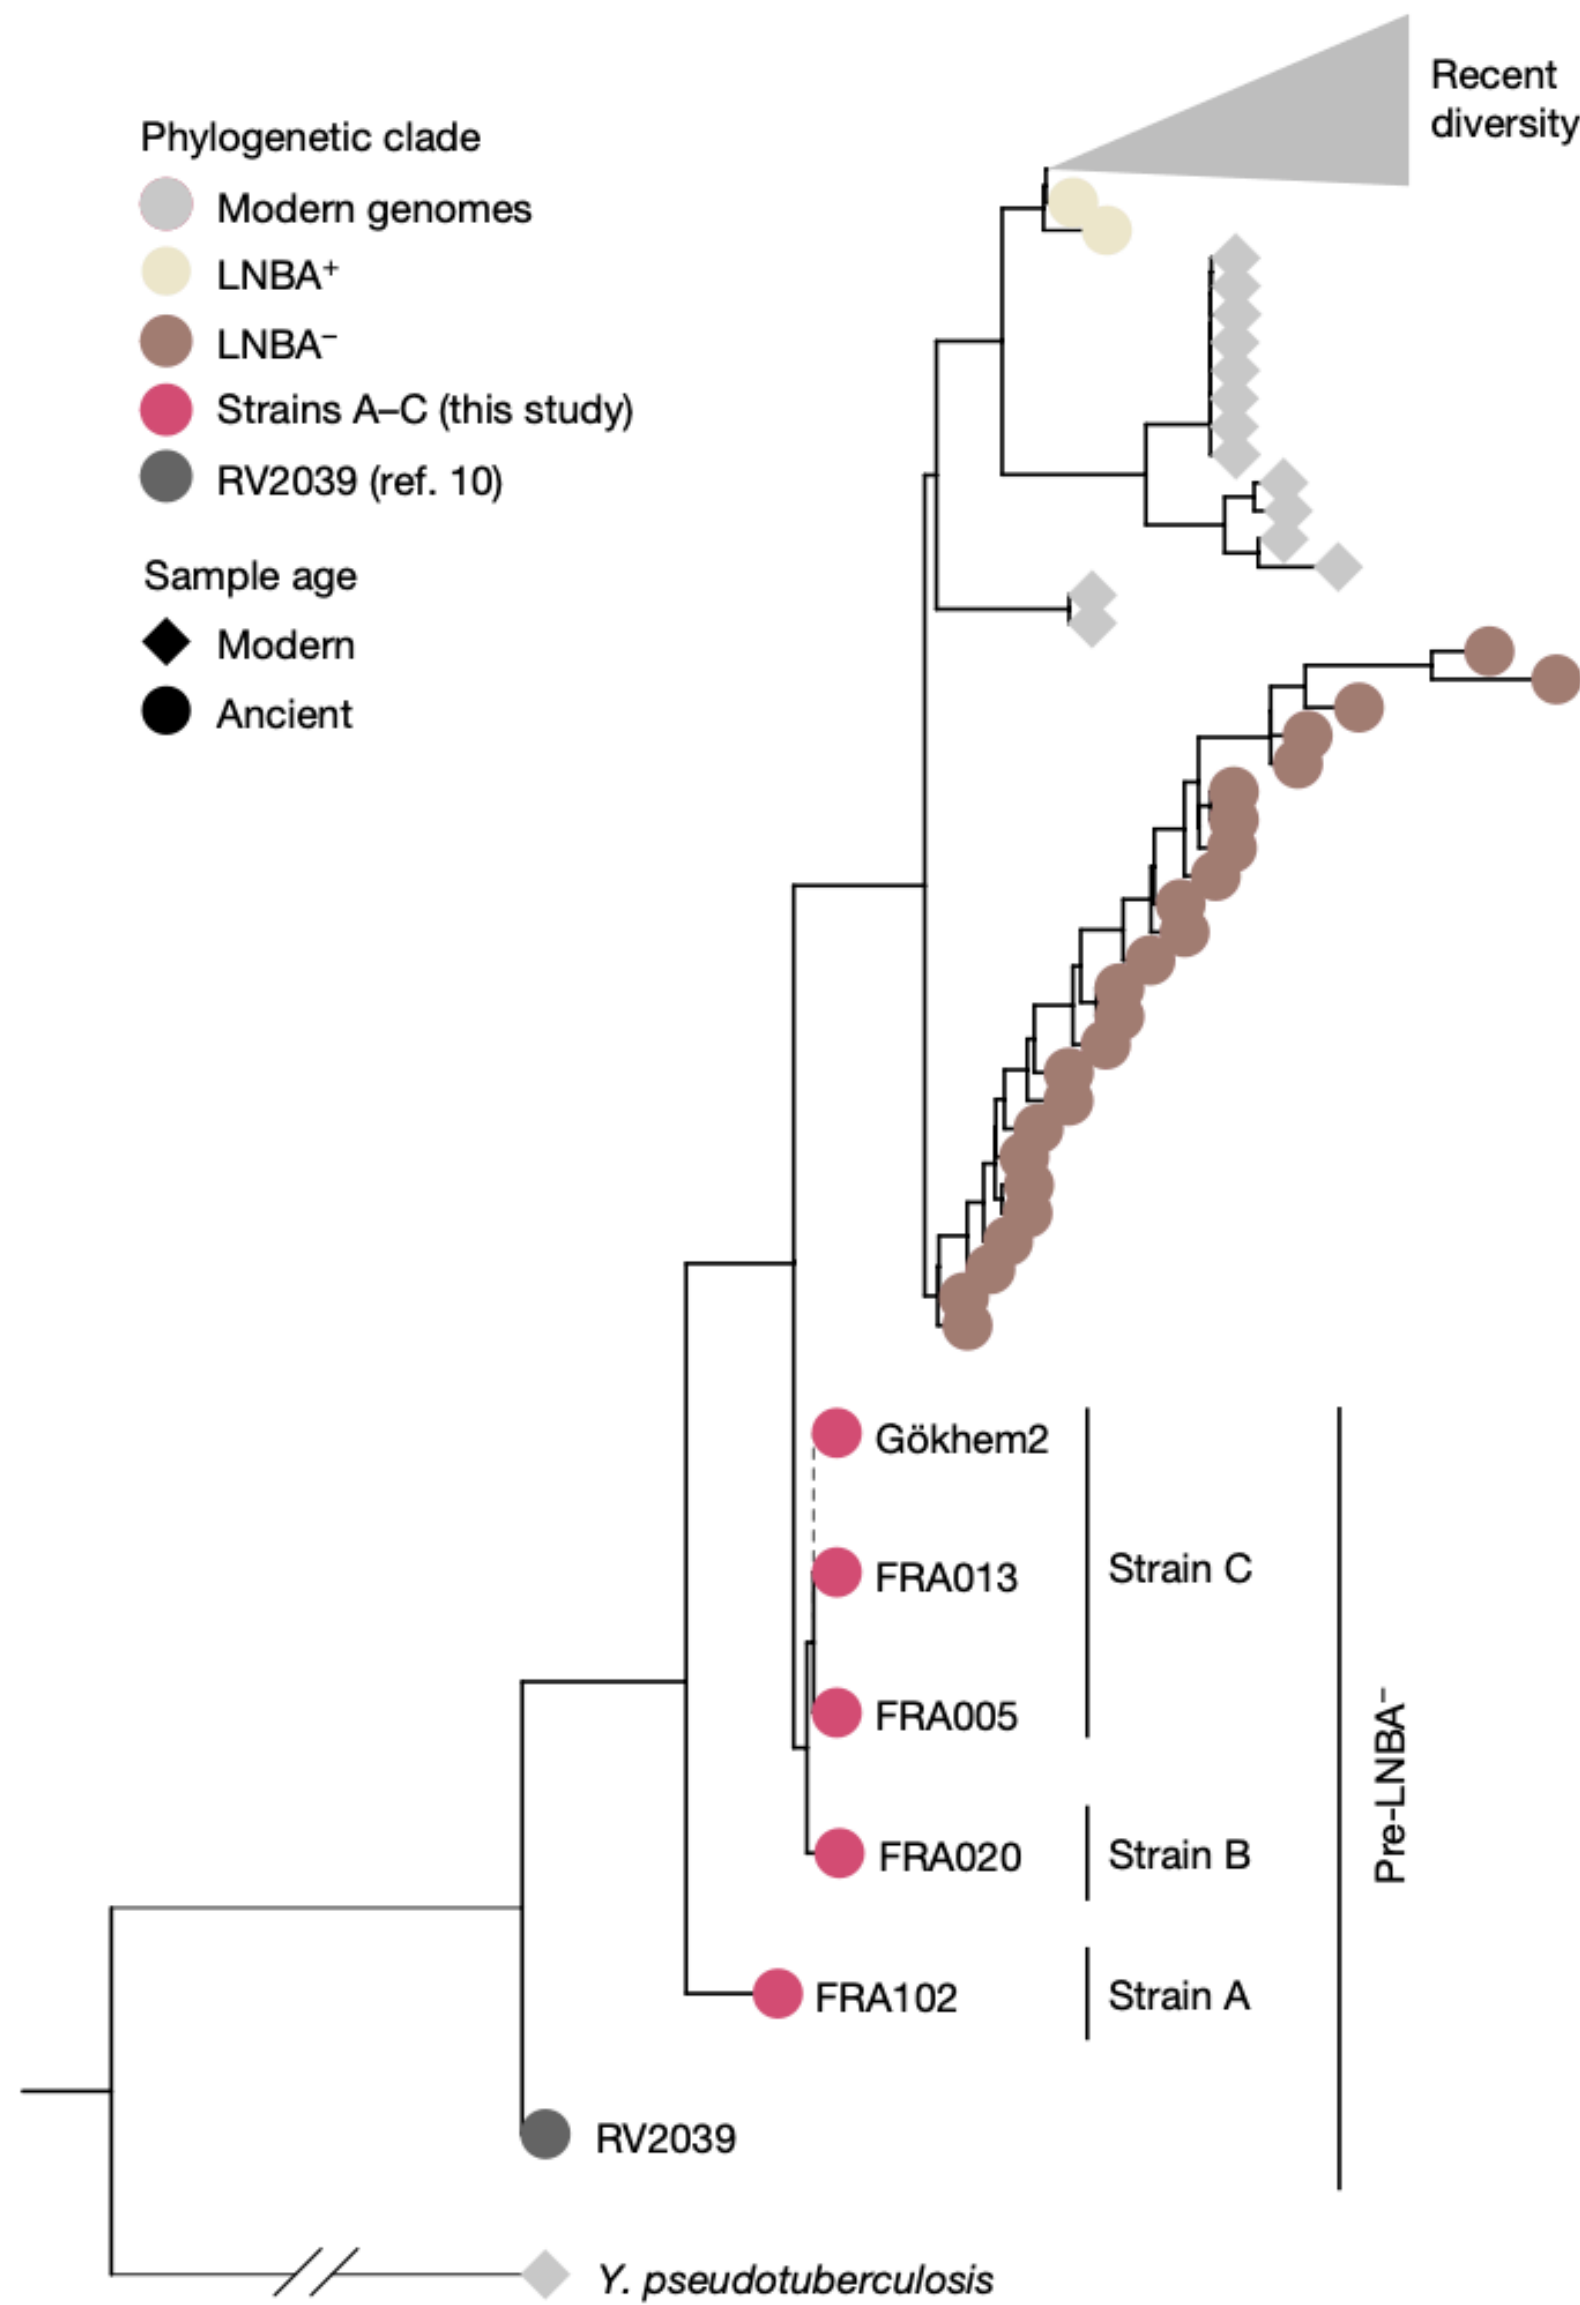 Recent
diversity
Phylogenetic clade
Modern genomes
LNBA⁺
LNBA⁻
Strains A–C (this study)
RV2039 (ref. 10)
Sample age
Modern
Ancient
Gökhem2
FRA013
Strain C
FRA005
Pre-LNBA⁻
FRA020
Strain B
FRA102
Strain A
RV2039
Y. pseudotuberculosis